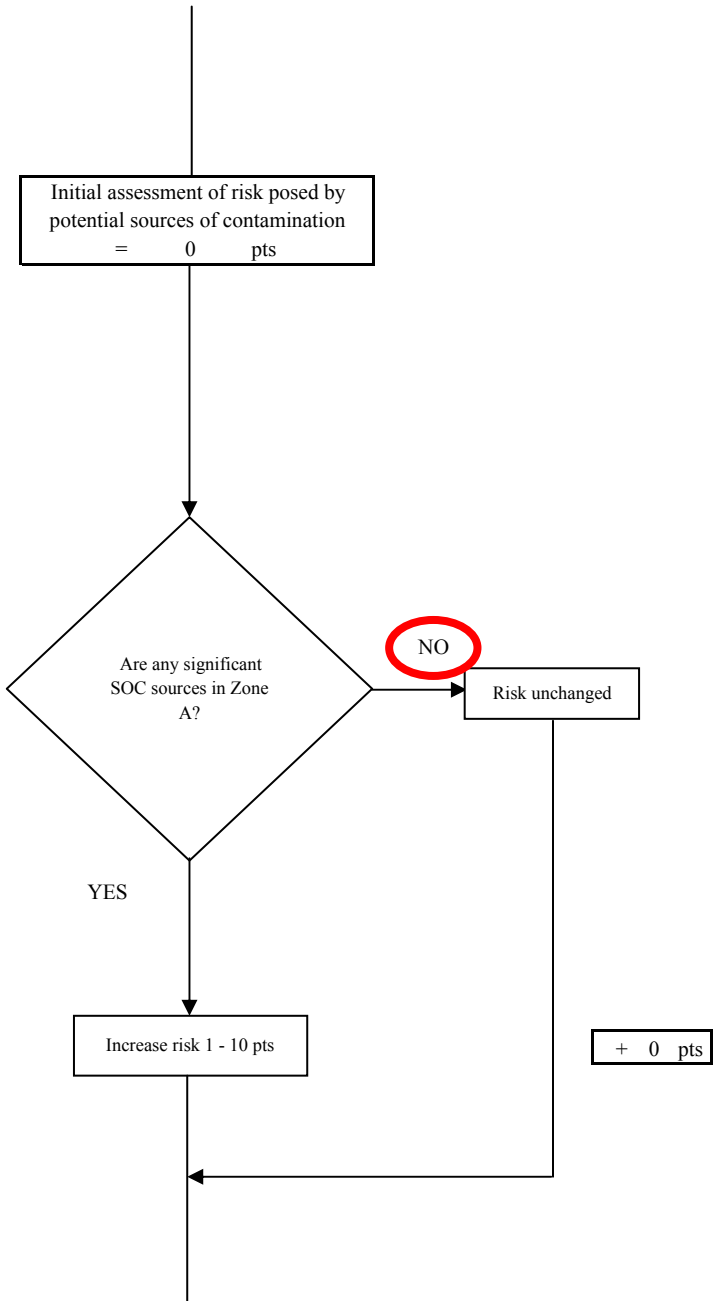 Initial assessment of risk posed by
potential sources of contamination
= 0 pts
NO
Are any significant
SOC sources in Zone
A?
Risk unchanged
YES
Increase risk 1 - 10 pts
+ 0 pts